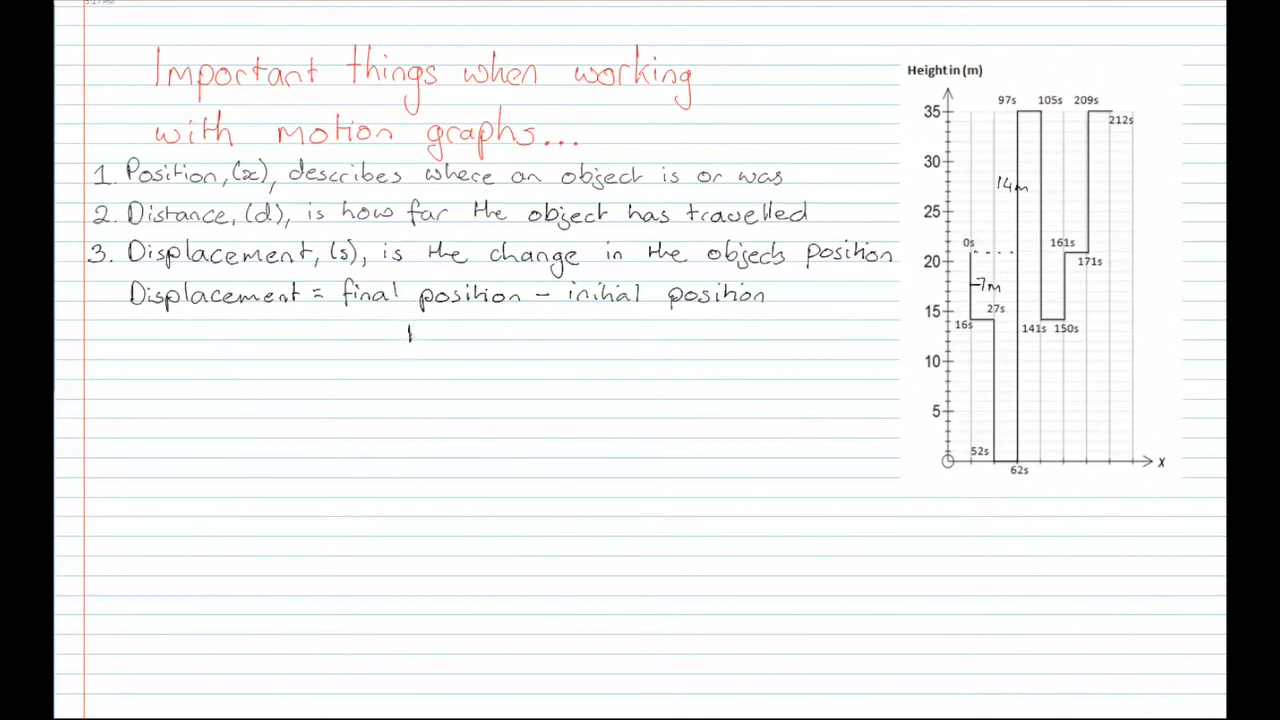 Important things when working
with motion graphs...
1. Position, (x), describes where an object is or was
2. Distance, (d), is how far the object has travelled
3. Displacement, (s), is the change in the objects position
Displacement = final position - initial position
Height in (m)
97s 105s 209s
35
212s
30
14m
25
0s 161s
20
171s
-7m
15
27s
16s 141s 150s
10
5
52s
62s
x